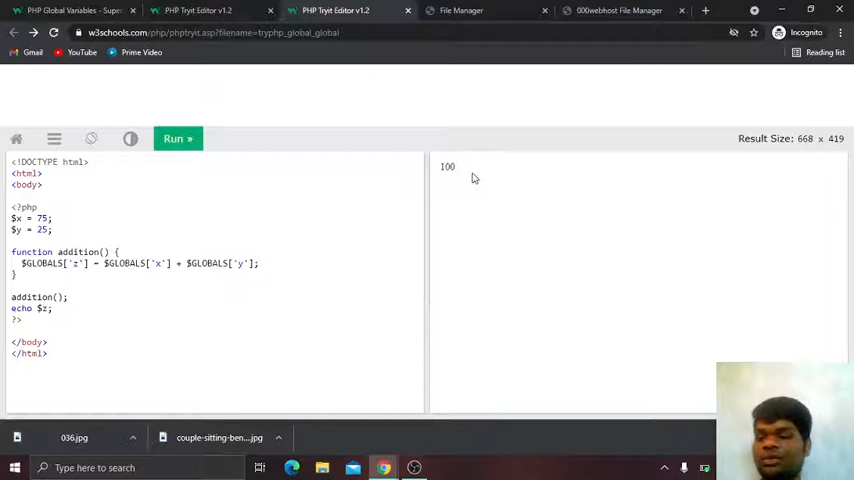 PHP Global Variables - Supe
PHP Tryit Editor v1.2
PHP Tryit Editor v1.2
File Manager
000webhost File Manager
w3schools.com/php/phptryit.asp?filename=tryphp_global_global
Incognito
Gmail
YouTube
Prime Video
Reading list
Run »
Result Size: 668 x 419
<!DOCTYPE html>
<html>
<body>
<?php
$x = 75;
$y = 25;
function addition() {
$GLOBALS['z'] = $GLOBALS['x'] + $GLOBALS['y'];
}
addition();
echo $z;
?>
</body>
</html>
100
036.jpg
couple-sitting-ben....jpg
Type here to search